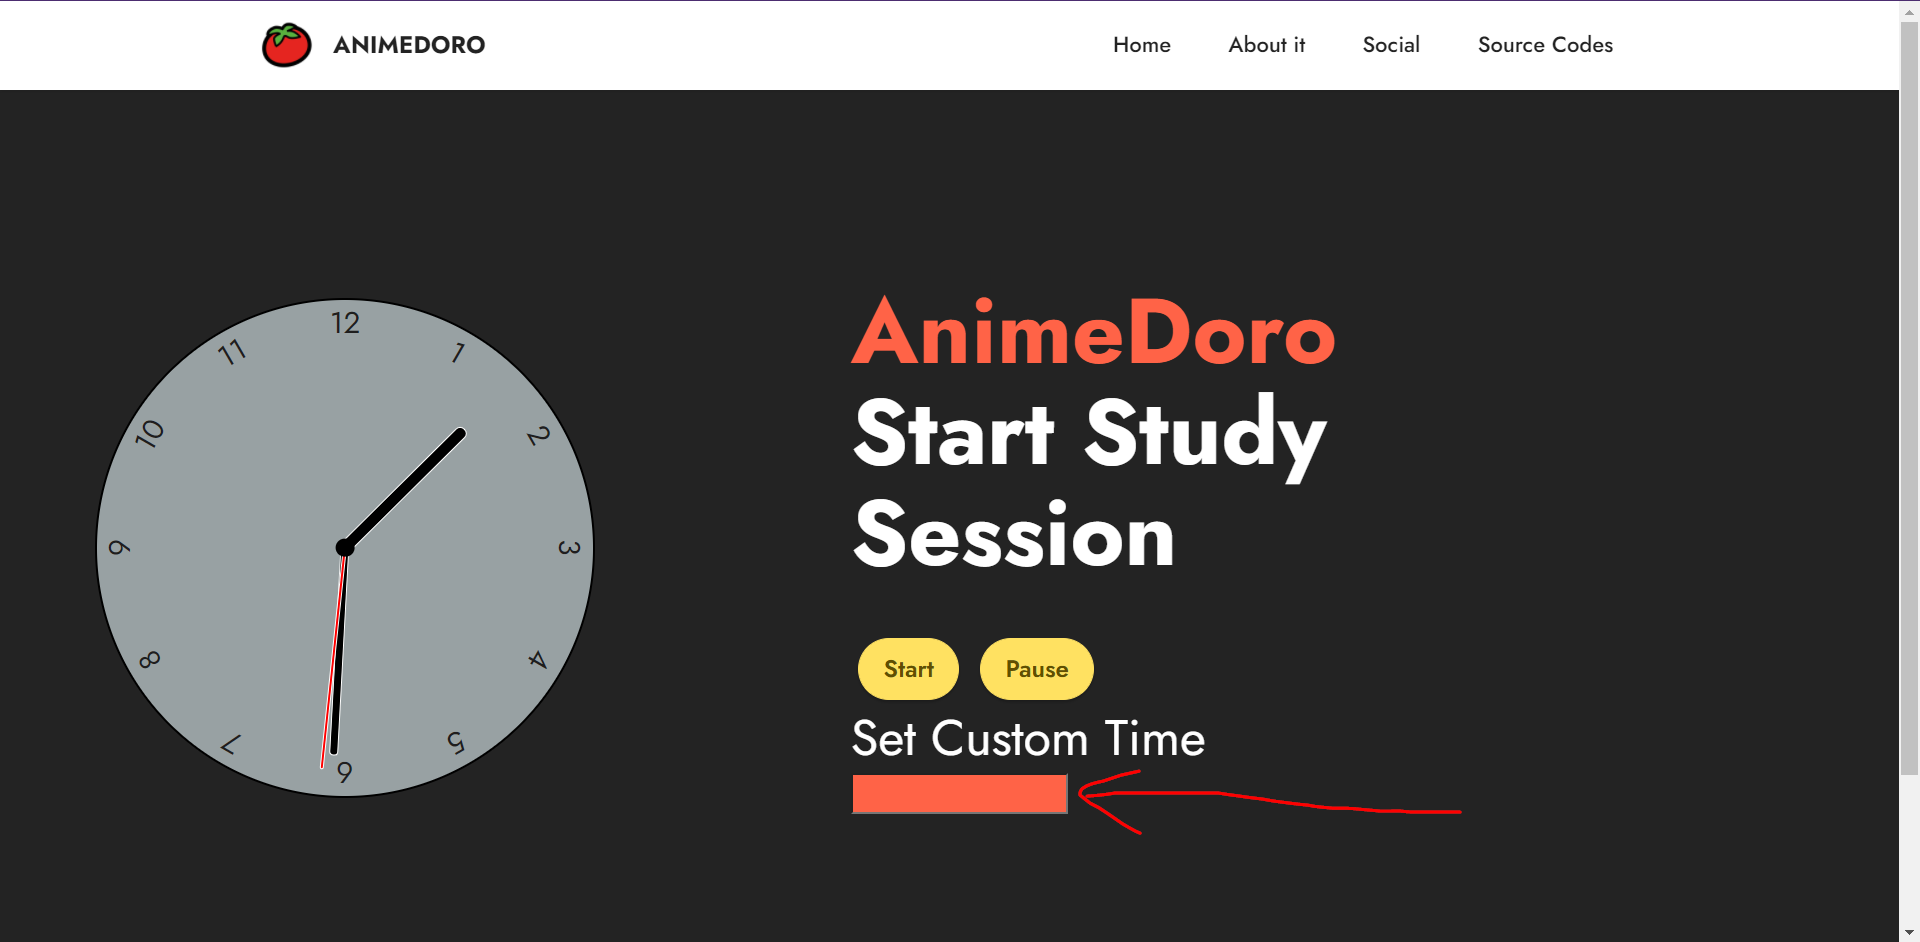 ANIMEDORO
Home About it Social Source Codes
12
1
2
3
4
5
6
7
8
9
10
11
AnimeDoro
Start Study
Session
Start Pause
Set Custom Time